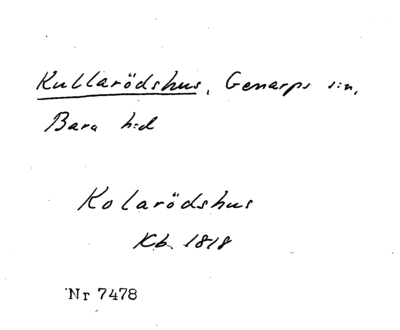 Kullarödshus, Genarps s:n,
Bara h:d
Kolarödshus
Kb. 1818
Nr 7478